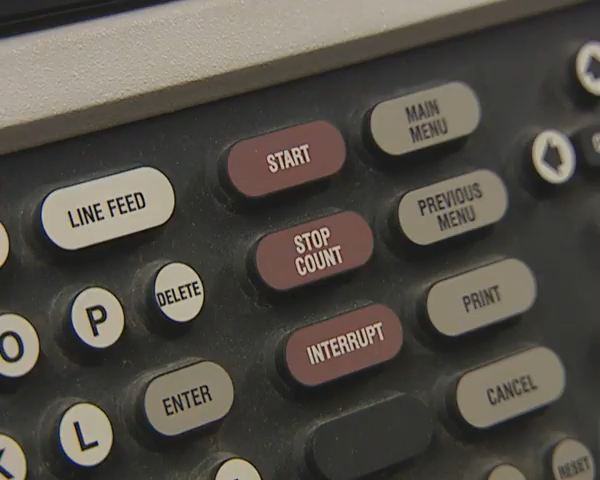 MAIN
MENU
START
LINE FEED
PREVIOUS
MENU
STOP
COUNT
DELETE
PRINT
O
P
INTERRUPT
ENTER
CANCEL
L
K
RESET